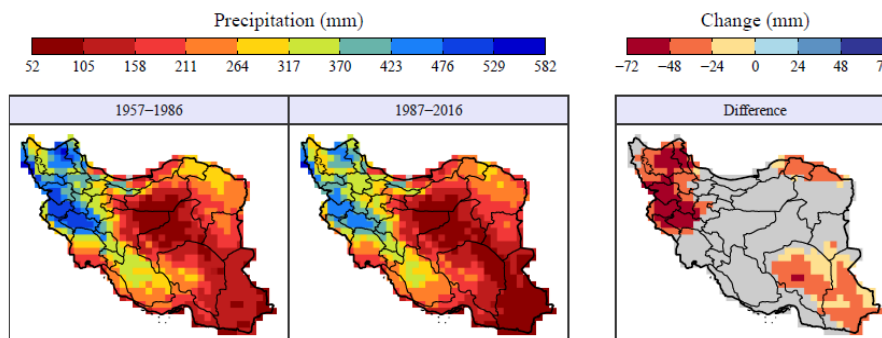 Precipitation (mm)
Change (mm)
52 105 158 211 264 317 370 423 476 529 582
−72 −48 −24 0 24 48 7
1957–1986
1987–2016
Difference